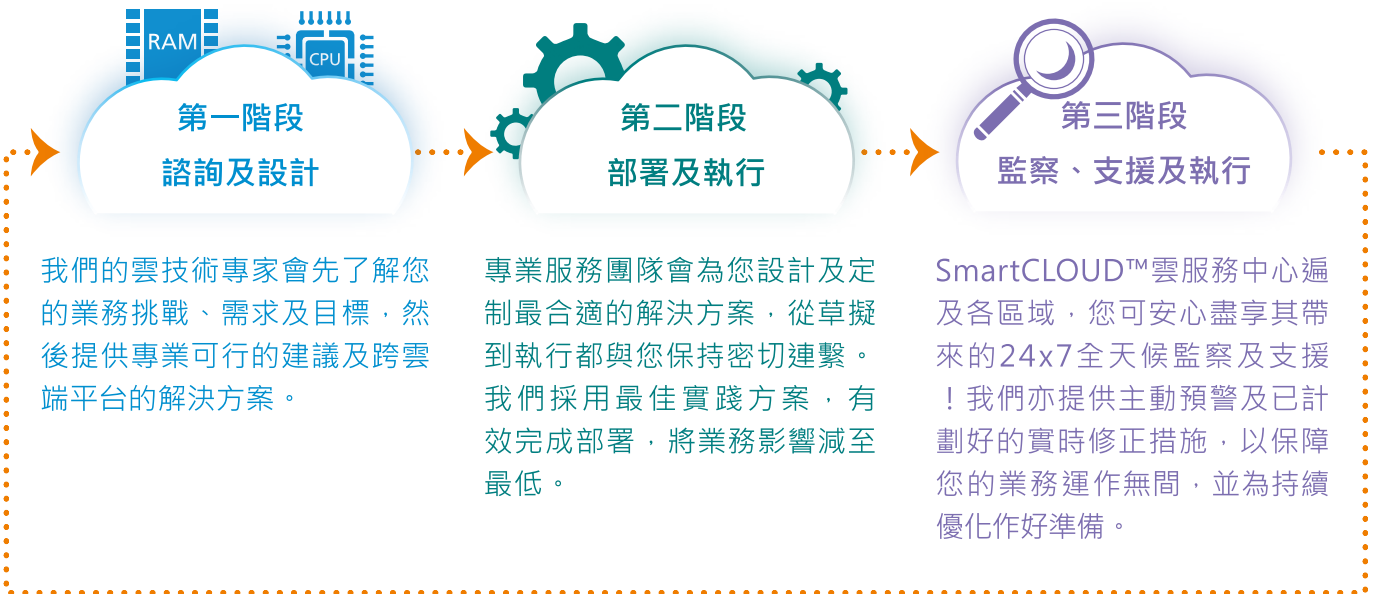 RAM
CPU
第一階段
諮詢及設計
我們的雲技術專家會先了解您
的業務挑戰、需求及目標，然
後提供專業可行的建議及跨雲
端平台的解決方案。
第二階段
部署及執行
專業服務團隊會為您設計及定
制最合適的解決方案，從草擬
到執行都與您保持密切連繫。
我們採用最佳實踐方案，有
效完成部署，將業務影響減至
最低。
第三階段
監察、支援及執行
SmartCLOUD™雲服務中心遍
及各區域，您可安心盡享其帶
來的24x7全天候監察及支援
！我們亦提供主動預警及已計
劃好的實時修正措施，以保障
您的業務運作無間，並為持續
優化作好準備。